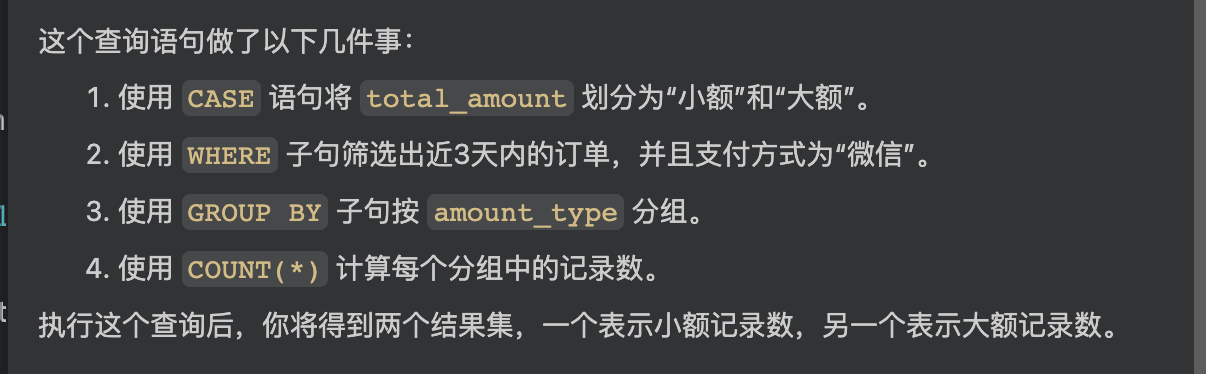 这个查询语句做了以下几件事：
1. 使用 CASE 语句将 total_amount 划分为“小额”和“大额”。
2. 使用 WHERE 子句筛选出近3天内的订单，并且支付方式为“微信”。
3. 使用 GROUP BY 子句按 amount_type 分组。
4. 使用 COUNT(*) 计算每个分组中的记录数。
执行这个查询后，你将得到两个结果集，一个表示小额记录数，另一个表示大额记录数。